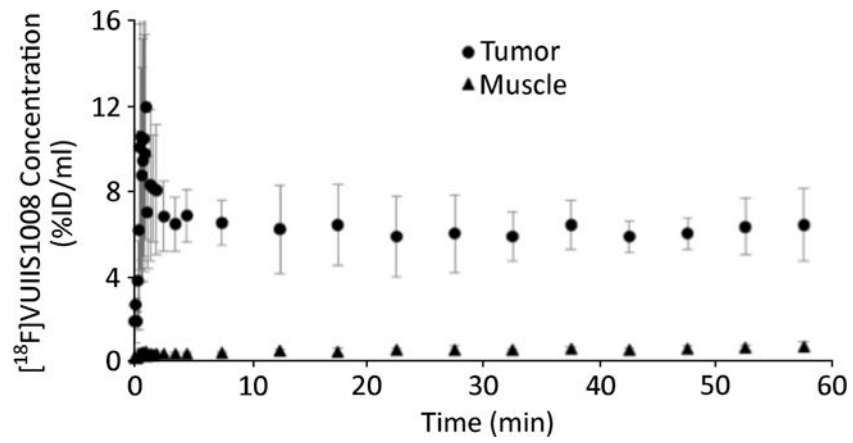 [¹⁸F]VUIIS1008 Concentration
(%ID/ml)
16
12
8
4
0
Tumor
Muscle
0
10
20
30
40
50
60
Time (min)